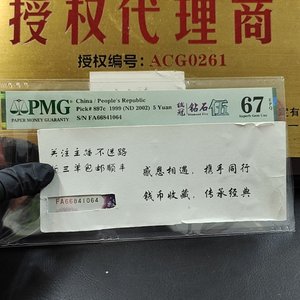 授权代理商
授权编号：ACG0261
PMG
PAPER MONEY GUARANTY
China / People's Republic
Pick# 897c 1999 (ND 2002) 5 Yuan
S/N FA66841064
钻石伍
67 EPQ
Superb Gem Unc
关注主播不迷路
三单包邮顺丰
感恩相遇，携手同行
钱币收藏，传承经典
FA66841064